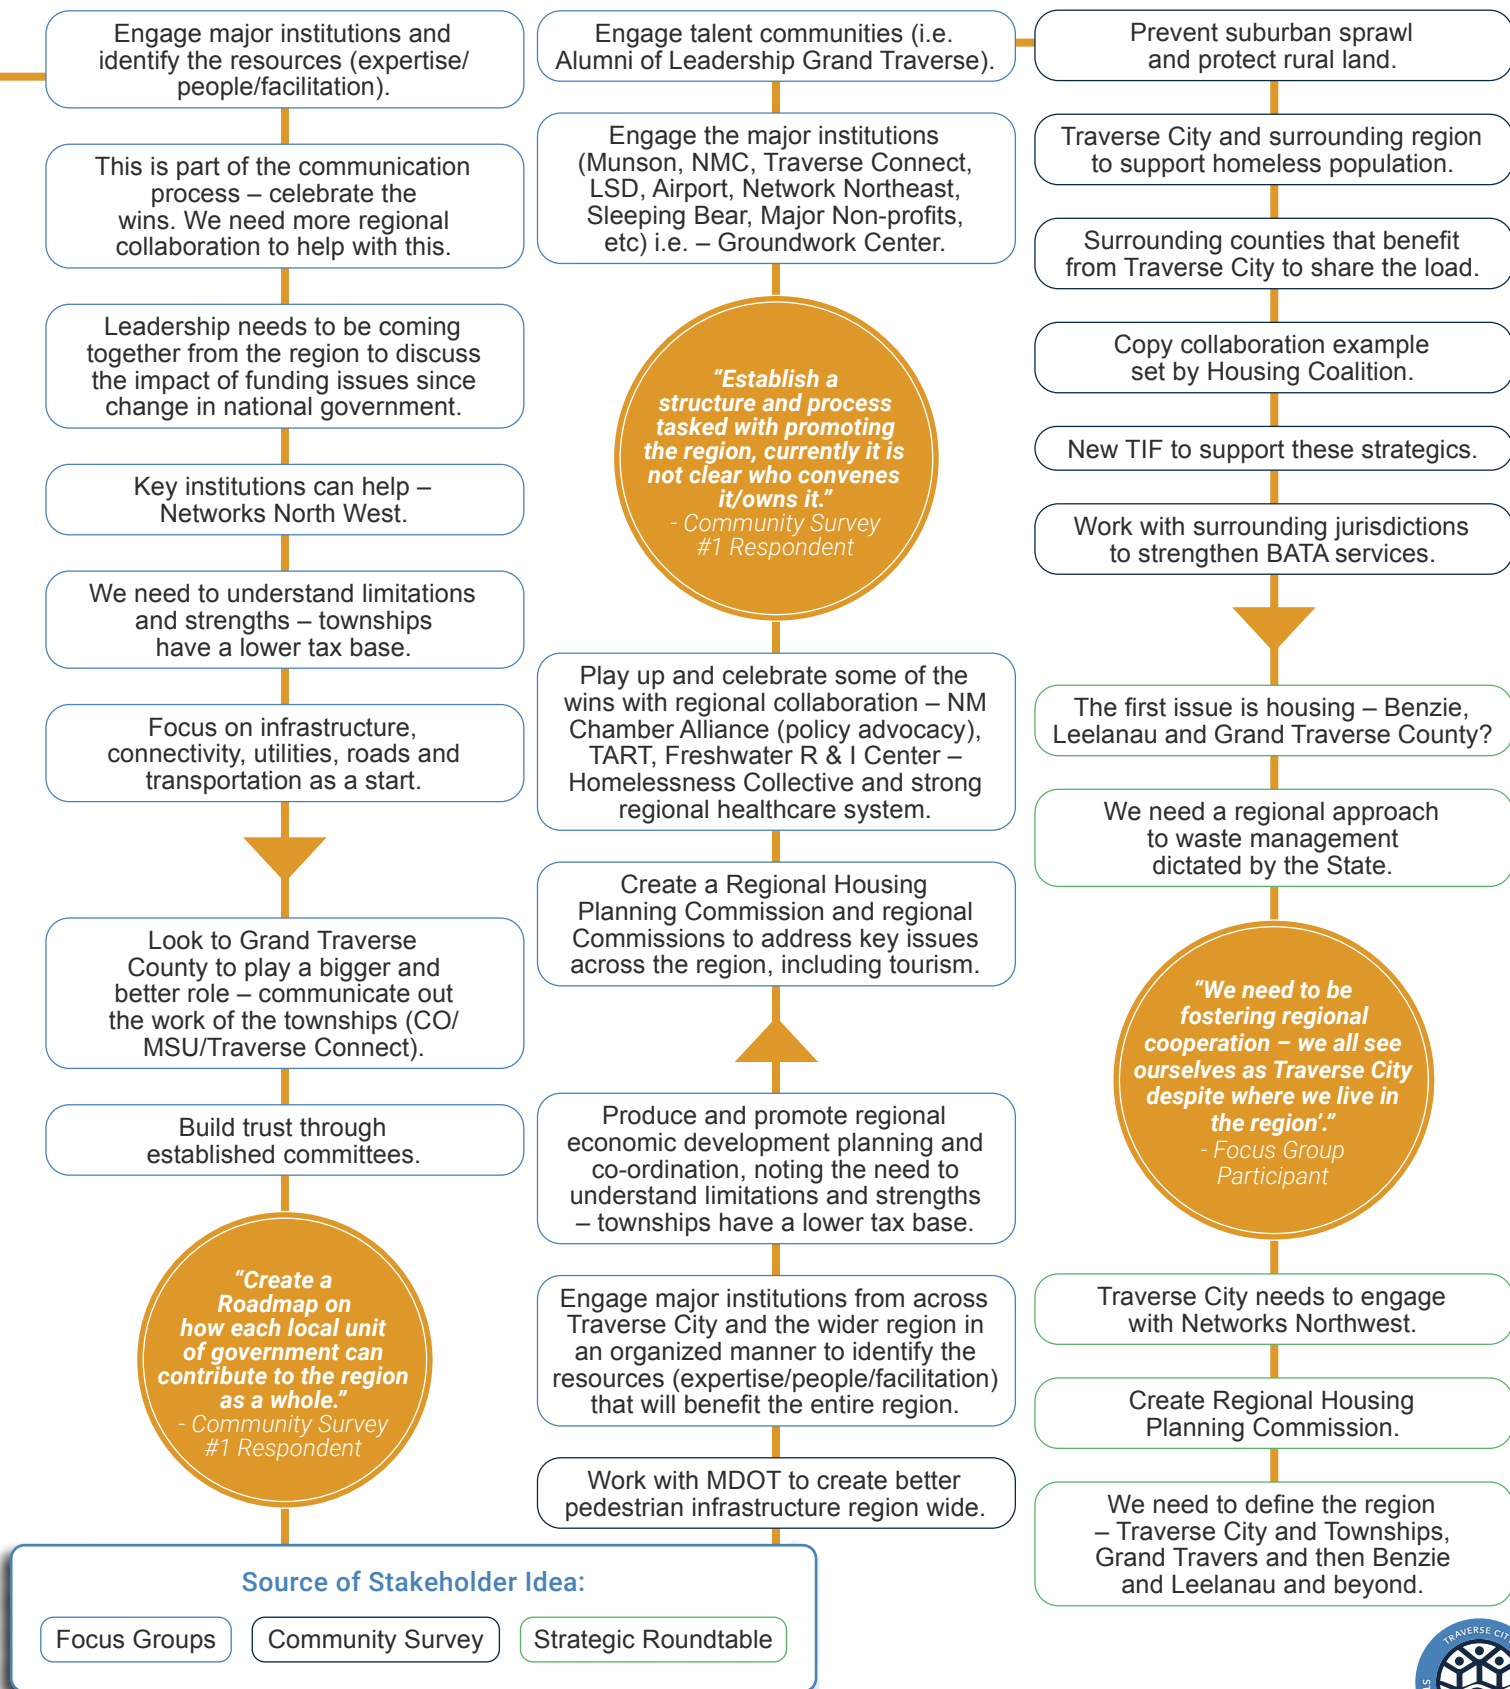 Engage major institutions and
identify the resources (expertise/
people/facilitation).
This is part of the communication
process – celebrate the
wins. We need more regional
collaboration to help with this.
Leadership needs to be coming
together from the region to discuss
the impact of funding issues since
change in national government.
Key institutions can help –
Networks North West.
We need to understand limitations
and strengths – townships
have a lower tax base.
Focus on infrastructure,
connectivity, utilities, roads and
transportation as a start.
Look to Grand Traverse
County to play a bigger and
better role – communicate out
the work of the townships (CO/
MSU/Traverse Connect).
Build trust through
established committees.
“Create a
Roadmap on
how each local unit
of government can
contribute to the region
as a whole.”
- Community Survey
#1 Respondent
Engage talent communities (i.e.
Alumni of Leadership Grand Traverse).
Engage the major institutions
(Munson, NMC, Traverse Connect,
LSD, Airport, Network Northeast,
Sleeping Bear, Major Non-profits,
etc) i.e. – Groundwork Center.
“Establish a
structure and process
tasked with promoting
the region, currently it is
not clear who convenes
it/owns it.”
- Community Survey
#1 Respondent
Play up and celebrate some of the
wins with regional collaboration – NM
Chamber Alliance (policy advocacy),
TART, Freshwater R & I Center –
Homelessness Collective and strong
regional healthcare system.
Create a Regional Housing
Planning Commission and regional
Commissions to address key issues
across the region, including tourism.
Produce and promote regional
economic development planning and
co-ordination, noting the need to
understand limitations and strengths
– townships have a lower tax base.
Engage major institutions from across
Traverse City and the wider region in
an organized manner to identify the
resources (expertise/people/facilitation)
that will benefit the entire region.
Work with MDOT to create better
pedestrian infrastructure region wide.
Prevent suburban sprawl
and protect rural land.
Traverse City and surrounding region
to support homeless population.
Surrounding counties that benefit
from Traverse City to share the load.
Copy collaboration example
set by Housing Coalition.
New TIF to support these strategics.
Work with surrounding jurisdictions
to strengthen BATA services.
The first issue is housing – Benzie,
Leelanau and Grand Traverse County?
We need a regional approach
to waste management
dictated by the State.
“We need to be
fostering regional
cooperation – we all see
ourselves as Traverse City
despite where we live in
the region’.”
- Focus Group
Participant
Traverse City needs to engage
with Networks Northwest.
Create Regional Housing
Planning Commission.
We need to define the region
– Traverse City and Townships,
Grand Travers and then Benzie
and Leelanau and beyond.
Source of Stakeholder Idea:
Focus Groups
Community Survey
Strategic Roundtable
TRAVERSE CIT